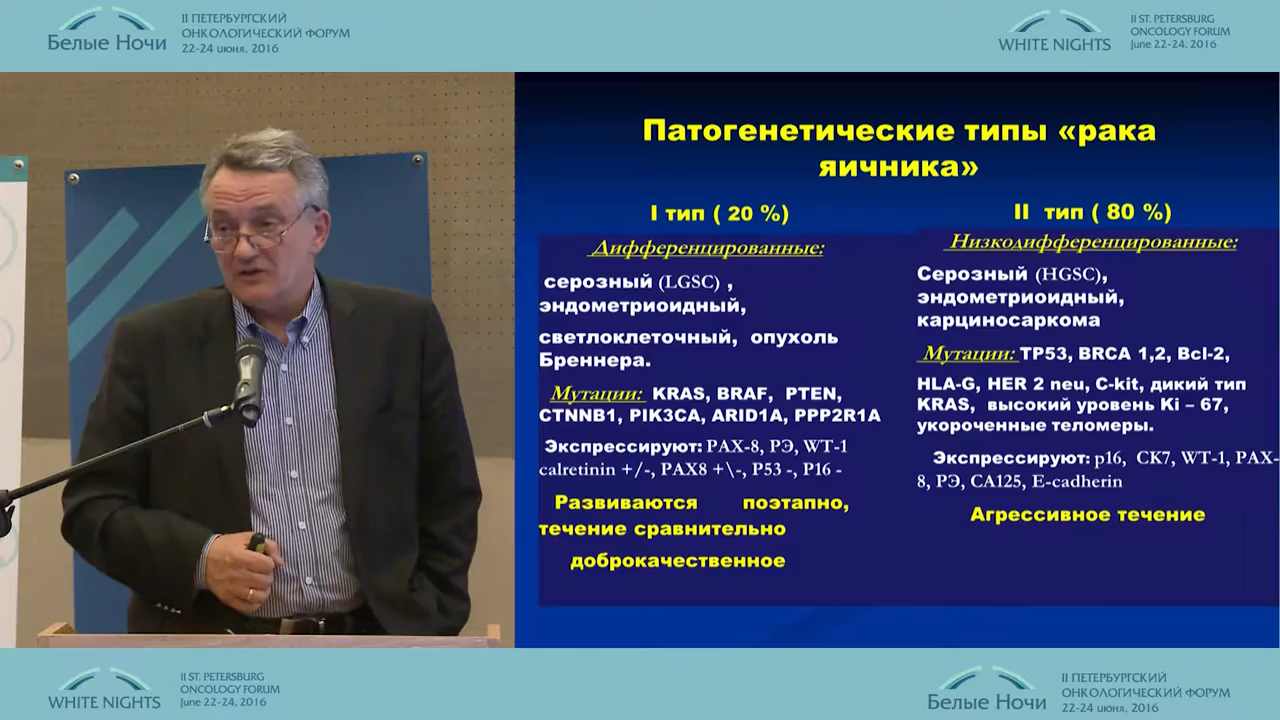 Белые Ночи
II ПЕТЕРБУРГСКИЙ
ОНКОЛОГИЧЕСКИЙ ФОРУМ
22-24 июня, 2016
WHITE NIGHTS
II ST. PETERSBURG
ONCOLOGY FORUM
June 22-24, 2016
Патогенетические типы «рака
яичника»
I тип ( 20 %)
Дифференцированные:
серозный (LGSC) ,
эндометриоидный,
светлоклеточный, опухоль
Бреннера.
Мутации: KRAS, BRAF, PTEN,
CTNNB1, PIK3CA, ARID1A, PPP2R1A
Экспрессируют: PAX-8, РЭ, WT-1
calretinin +/-, PAX8 +\-, P53 -, P16 -
Развиваются поэтапно,
течение сравнительно
доброкачественное
II тип ( 80 %)
Низкодифференцированные:
Серозный (HGSC),
эндометриоидный,
карциносаркома
Мутации: TP53, BRCA 1,2, Bcl-2,
HLA-G, HER 2 neu, C-kit, дикий тип
KRAS, высокий уровень Ki – 67,
укороченные теломеры.
Экспрессируют: p16, CK7, WT-1, PAX-
8, РЭ, CA125, E-cadherin
Агрессивное течение
WHITE NIGHTS
II ST. PETERSBURG
ONCOLOGY FORUM
June 22-24, 2016
Белые Ночи
II ПЕТЕРБУРГСКИЙ
ОНКОЛОГИЧЕСКИЙ ФОРУМ
22-24 июня, 2016